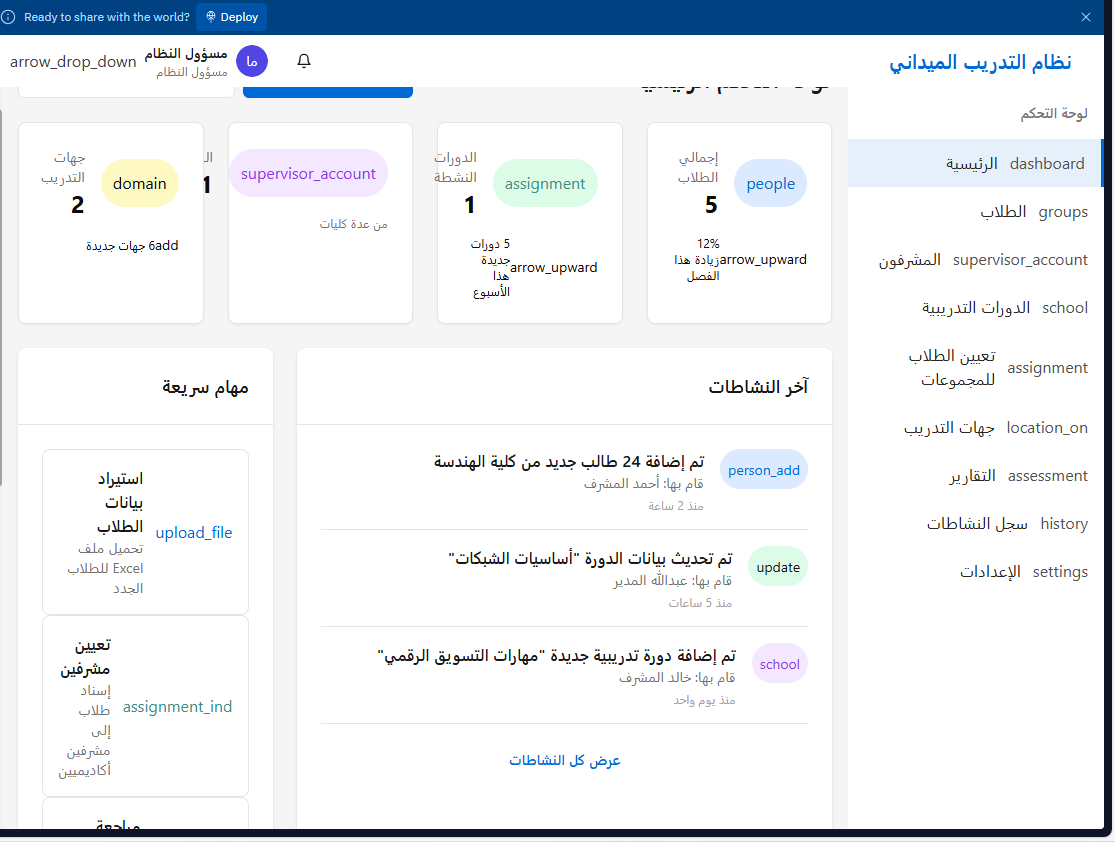 Ready to share with the world?
Deploy
نظام التدريب الميداني
ما
مسؤول النظام
مسؤول النظام
arrow_drop_down
لوحة التحكم
dashboard الرئيسية
groups الطلاب
supervisor_account المشرفون
school الدورات التدريبية
assignment
تعيين الطلاب
للمجموعات
location_on جهات التدريب
assessment التقارير
history سجل النشاطات
settings الإعدادات
people
إجمالي
الطلاب
5
arrow_upward
12%
زيادة هذا
الفصل
assignment
الدورات
النشطة
1
arrow_upward
5 دورات
جديدة
هذا
الأسبوع
supervisor_account
ال
1
من عدة كليات
domain
جهات
التدريب
2
6add جهات جديدة
آخر النشاطات
person_add
تم إضافة 24 طالب جديد من كلية الهندسة
قام بها: أحمد المشرف
منذ 2 ساعة
update
تم تحديث بيانات الدورة "أساسيات الشبكات"
قام بها: عبدالله المدير
منذ 5 ساعات
school
تم إضافة دورة تدريبية جديدة "مهارات التسويق الرقمي"
قام بها: خالد المشرف
منذ يوم واحد
عرض كل النشاطات
مهام سريعة
upload_file
استيراد
بيانات
الطلاب
تحميل ملف
Excel للطلاب
الجدد
assignment_ind
تعيين
مشرفين
إسناد
طلاب
إلى
مشرفين
أكاديميين